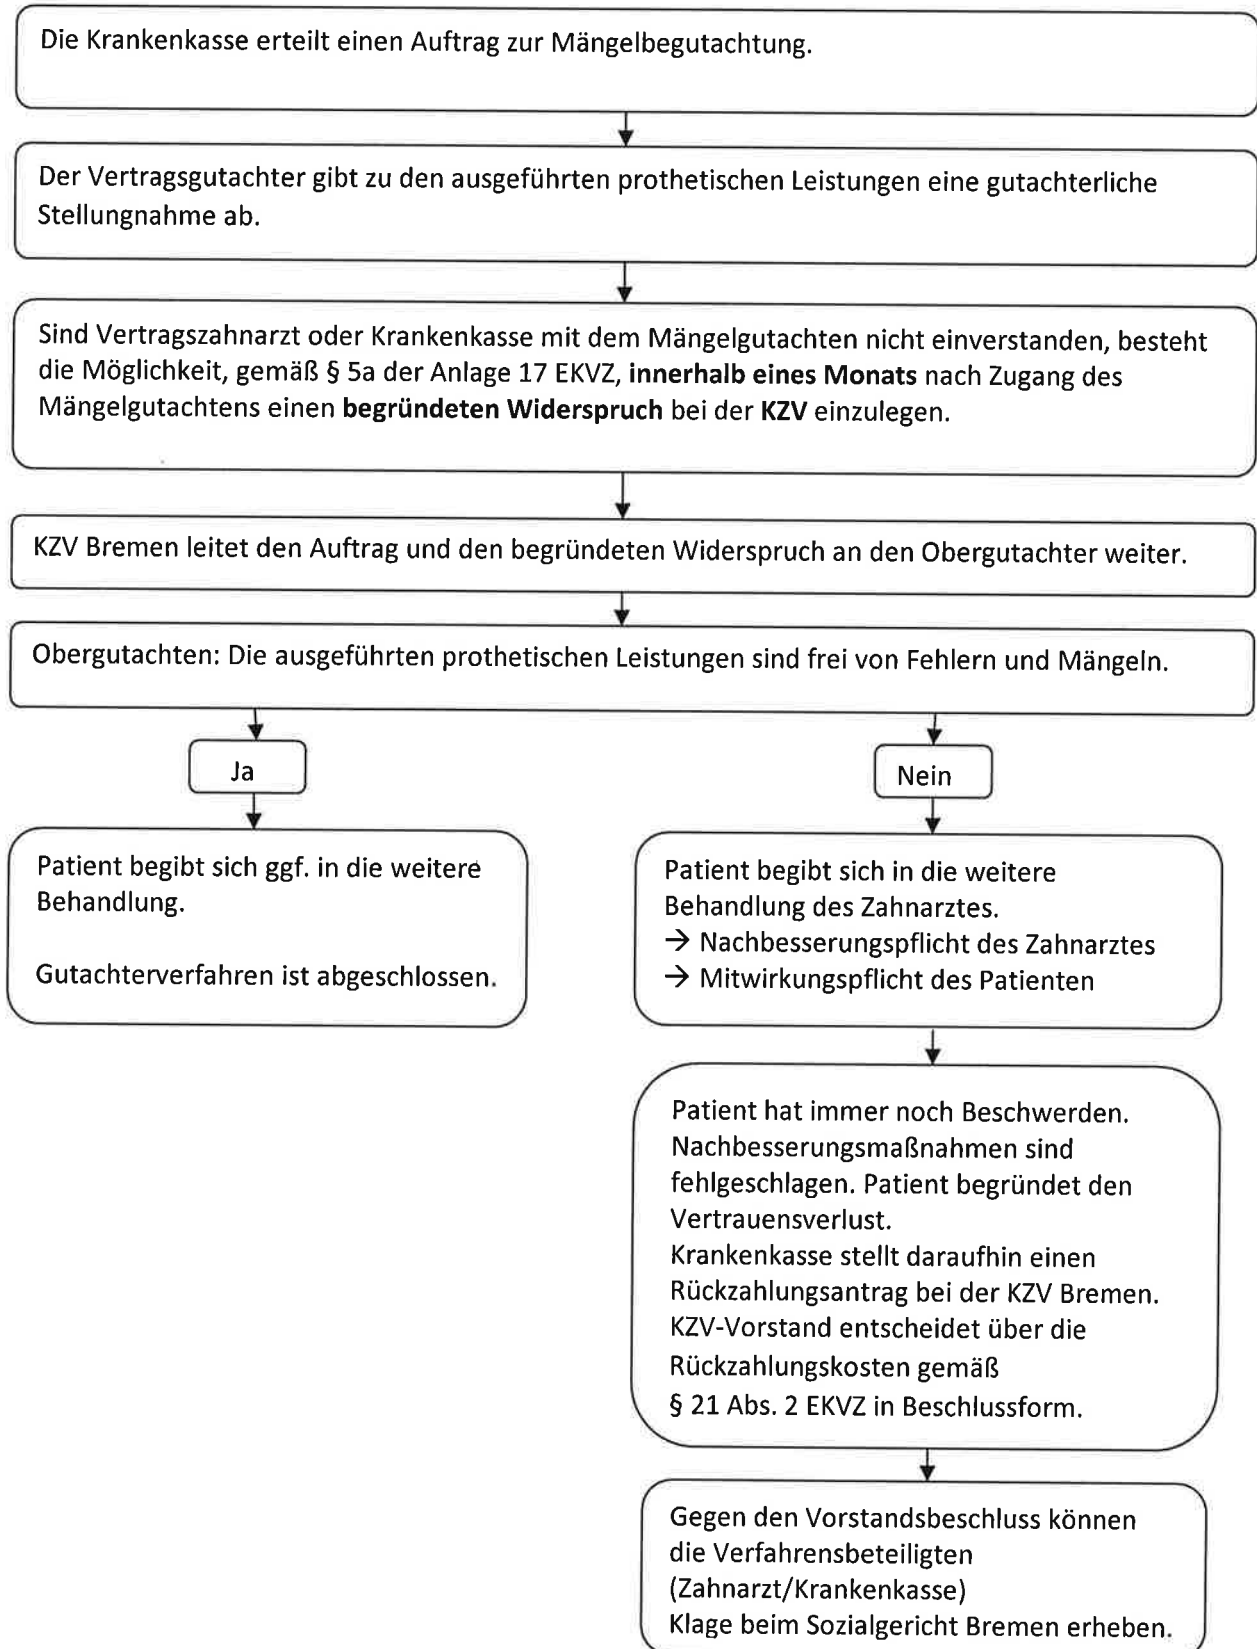 Die Krankenkasse erteilt einen Auftrag zur Mängelbegutachtung.
Der Vertragsgutachter gibt zu den ausgeführten prothetischen Leistungen eine gutachterliche
Stellungnahme ab.
Sind Vertragszahnarzt oder Krankenkasse mit dem Mängelgutachten nicht einverstanden, besteht
die Möglichkeit, gemäß § 5a der Anlage 17 EKVZ, innerhalb eines Monats nach Zugang des
Mängelgutachtens einen begründeten Widerspruch bei der KZV einzulegen.
KZV Bremen leitet den Auftrag und den begründeten Widerspruch an den Obergutachter weiter.
Obergutachten: Die ausgeführten prothetischen Leistungen sind frei von Fehlern und Mängeln.
Ja
Patient begibt sich ggf. in die weitere
Behandlung.
Gutachterverfahren ist abgeschlossen.
Nein
Patient begibt sich in die weitere
Behandlung des Zahnarztes.
→ Nachbesserungspflicht des Zahnarztes
→ Mitwirkungspflicht des Patienten
Patient hat immer noch Beschwerden.
Nachbesserungsmaßnahmen sind
fehlgeschlagen. Patient begründet den
Vertrauensverlust.
Krankenkasse stellt daraufhin einen
Rückzahlungsantrag bei der KZV Bremen.
KZV-Vorstand entscheidet über die
Rückzahlungskosten gemäß
§ 21 Abs. 2 EKVZ in Beschlussform.
Gegen den Vorstandsbeschluss können
die Verfahrensbeteiligten
(Zahnarzt/Krankenkasse)
Klage beim Sozialgericht Bremen erheben.